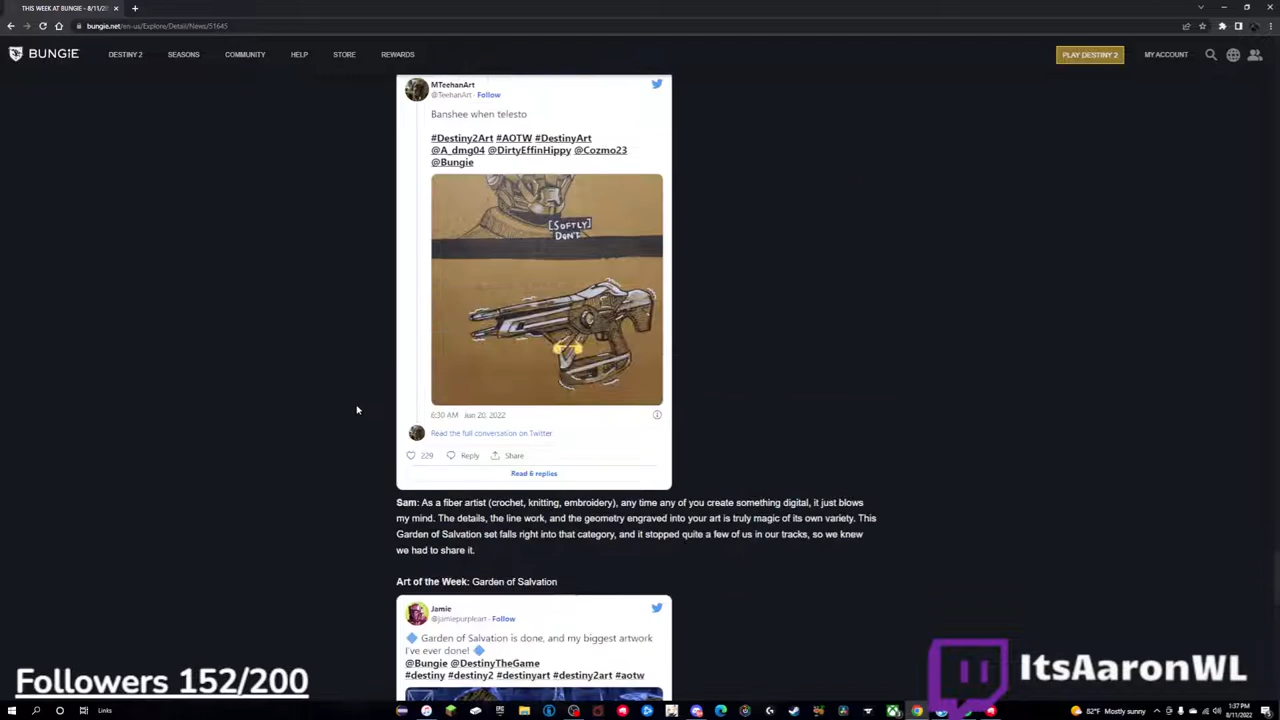 THIS WEEK AT BUNGIE - 8/11/2
bungie.net/en-us/Explore/Detail/News/51645
BUNGIE
DESTINY 2
SEASONS
COMMUNITY
HELP
STORE
REWARDS
PLAY DESTINY 2
MY ACCOUNT
MTeehanArt
@TeehanArt · Follow
Banshee when telesto
#Destiny2Art #AOTW #DestinyArt
@A_dmg04 @DirtyEffinHippy @Cozmo23
@Bungie
[SOFTLY]
DON'T
6:30 AM · Jun 20, 2022
Read the full conversation on Twitter
229 Reply Share
Read 6 replies
Sam: As a fiber artist (crochet, knitting, embroidery), any time any of you create something digital, it just blows
my mind. The details, the line work, and the geometry engraved into your art is truly magic of its own variety. This
Garden of Salvation set falls right into that category, and it stopped quite a few of us in our tracks, so we knew
we had to share it.
Art of the Week: Garden of Salvation
Jamie
@jamiepurpleart · Follow
🔷 Garden of Salvation is done, and my biggest artwork
I've ever done! 🔷
@Bungie @DestinyTheGame
#destiny #destiny2 #destinyart #destiny2art #aotw
Followers 152/200
ItsAaronWL
Links
82°F Mostly sunny
1:37 PM
8/11/2022